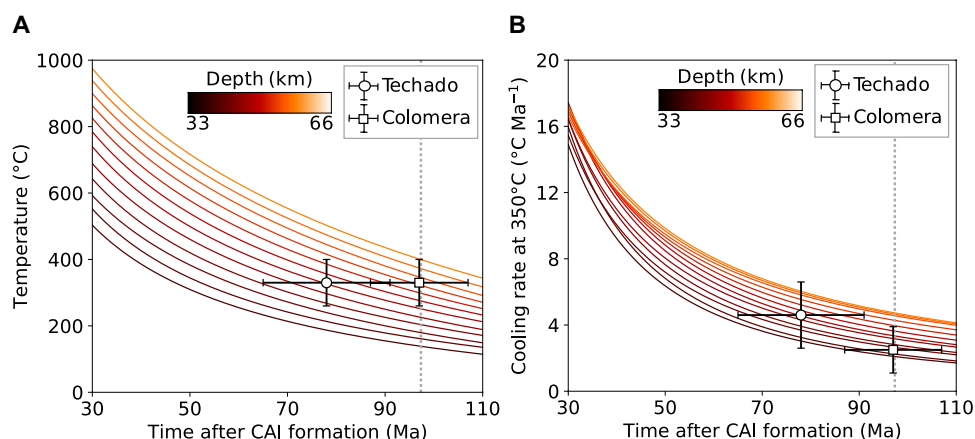 A
Temperature (°C)
1000
800
600
400
200
0
30
50
70
90
110
Time after CAI formation (Ma)
Depth (km)
33
66
Techado
Colomera
B
Cooling rate at 350°C (°C Ma⁻¹)
20
16
12
8
4
0
30
50
70
90
110
Time after CAI formation (Ma)
Depth (km)
33
66
Techado
Colomera